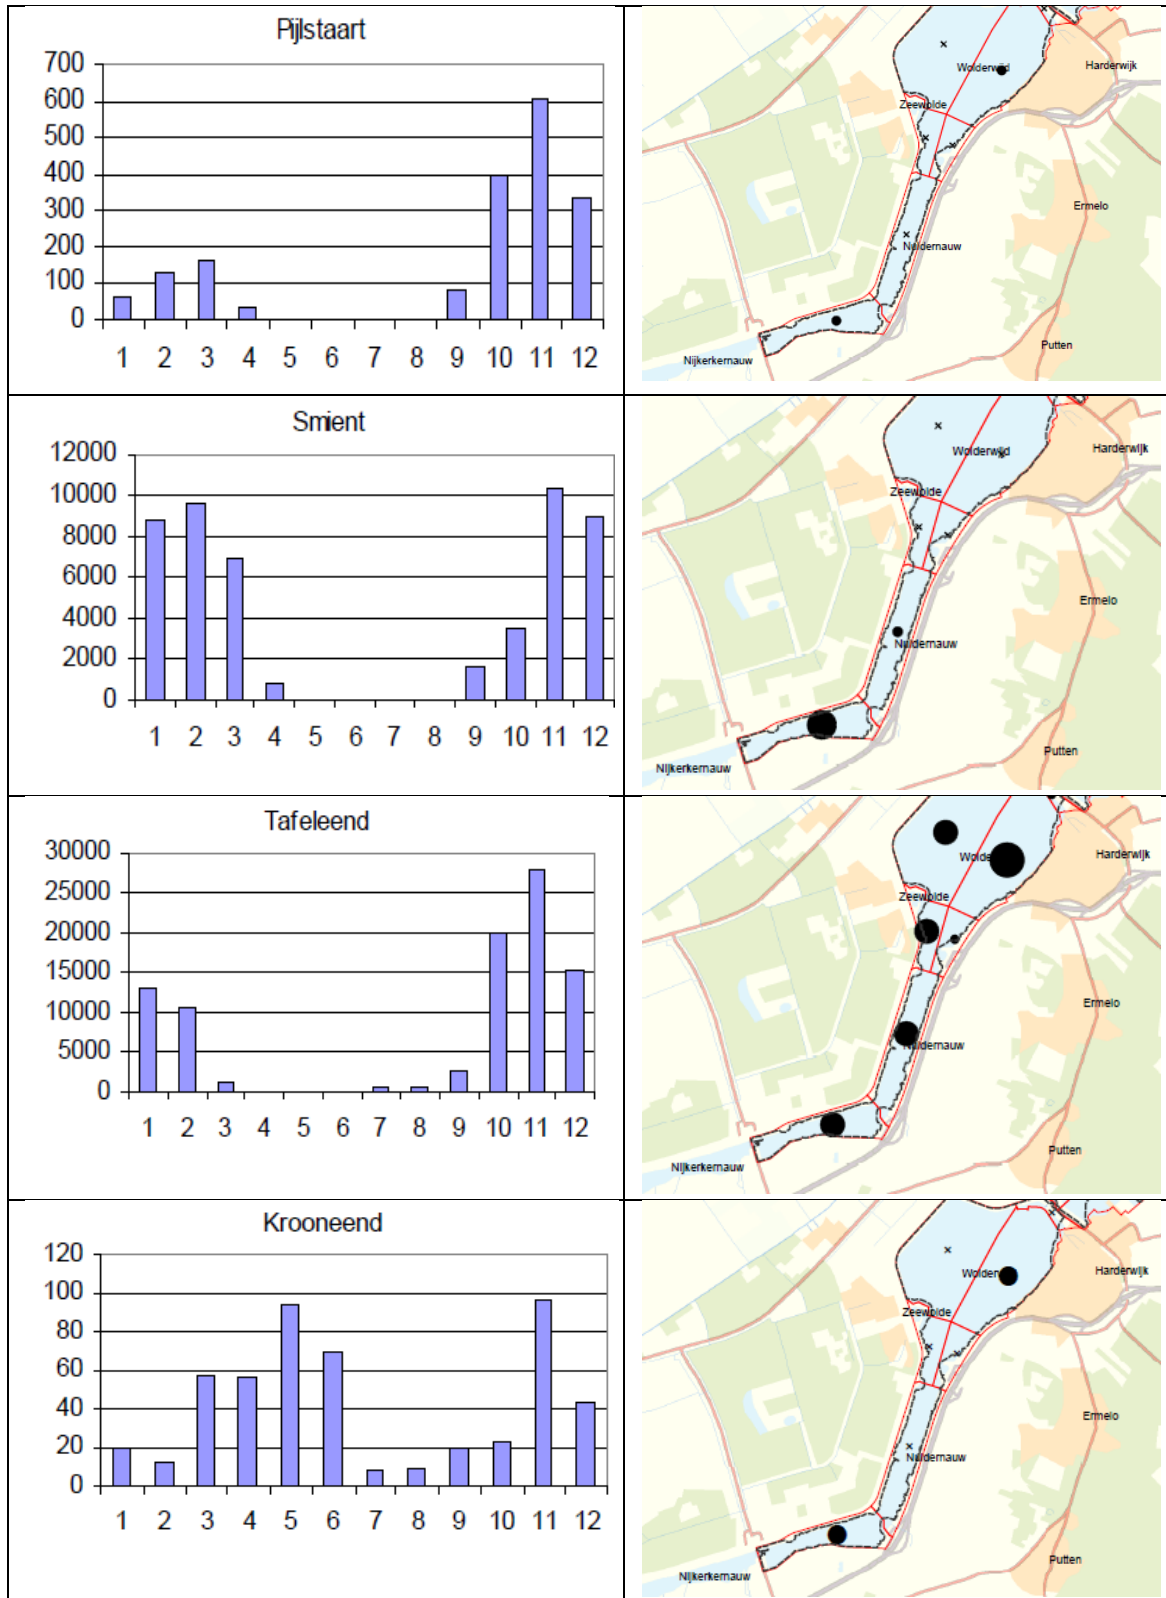 Pijlstaart
700
600
500
400
300
200
100
0
1 2 3 4 5 6 7 8 9 10 11 12
Wolderwijd
Harderwijk
Zeewolde
Ermelo
Nuldernauw
Putten
Nijkerkernauw
Smient
12000
10000
8000
6000
4000
2000
0
1 2 3 4 5 6 7 8 9 10 11 12
Wolderwijd
Harderwijk
Zeewolde
Ermelo
Nuldernauw
Putten
Nijkerkernauw
Tafeleend
30000
25000
20000
15000
10000
5000
0
1 2 3 4 5 6 7 8 9 10 11 12
Wolde
Harderwijk
Zeewolde
Ermelo
Nuldernauw
Putten
Nijkerkernauw
Krooneend
120
100
80
60
40
20
0
1 2 3 4 5 6 7 8 9 10 11 12
Wolder
Harderwijk
Zeewolde
Ermelo
Nuldernauw
Putten
Nijkerkernauw